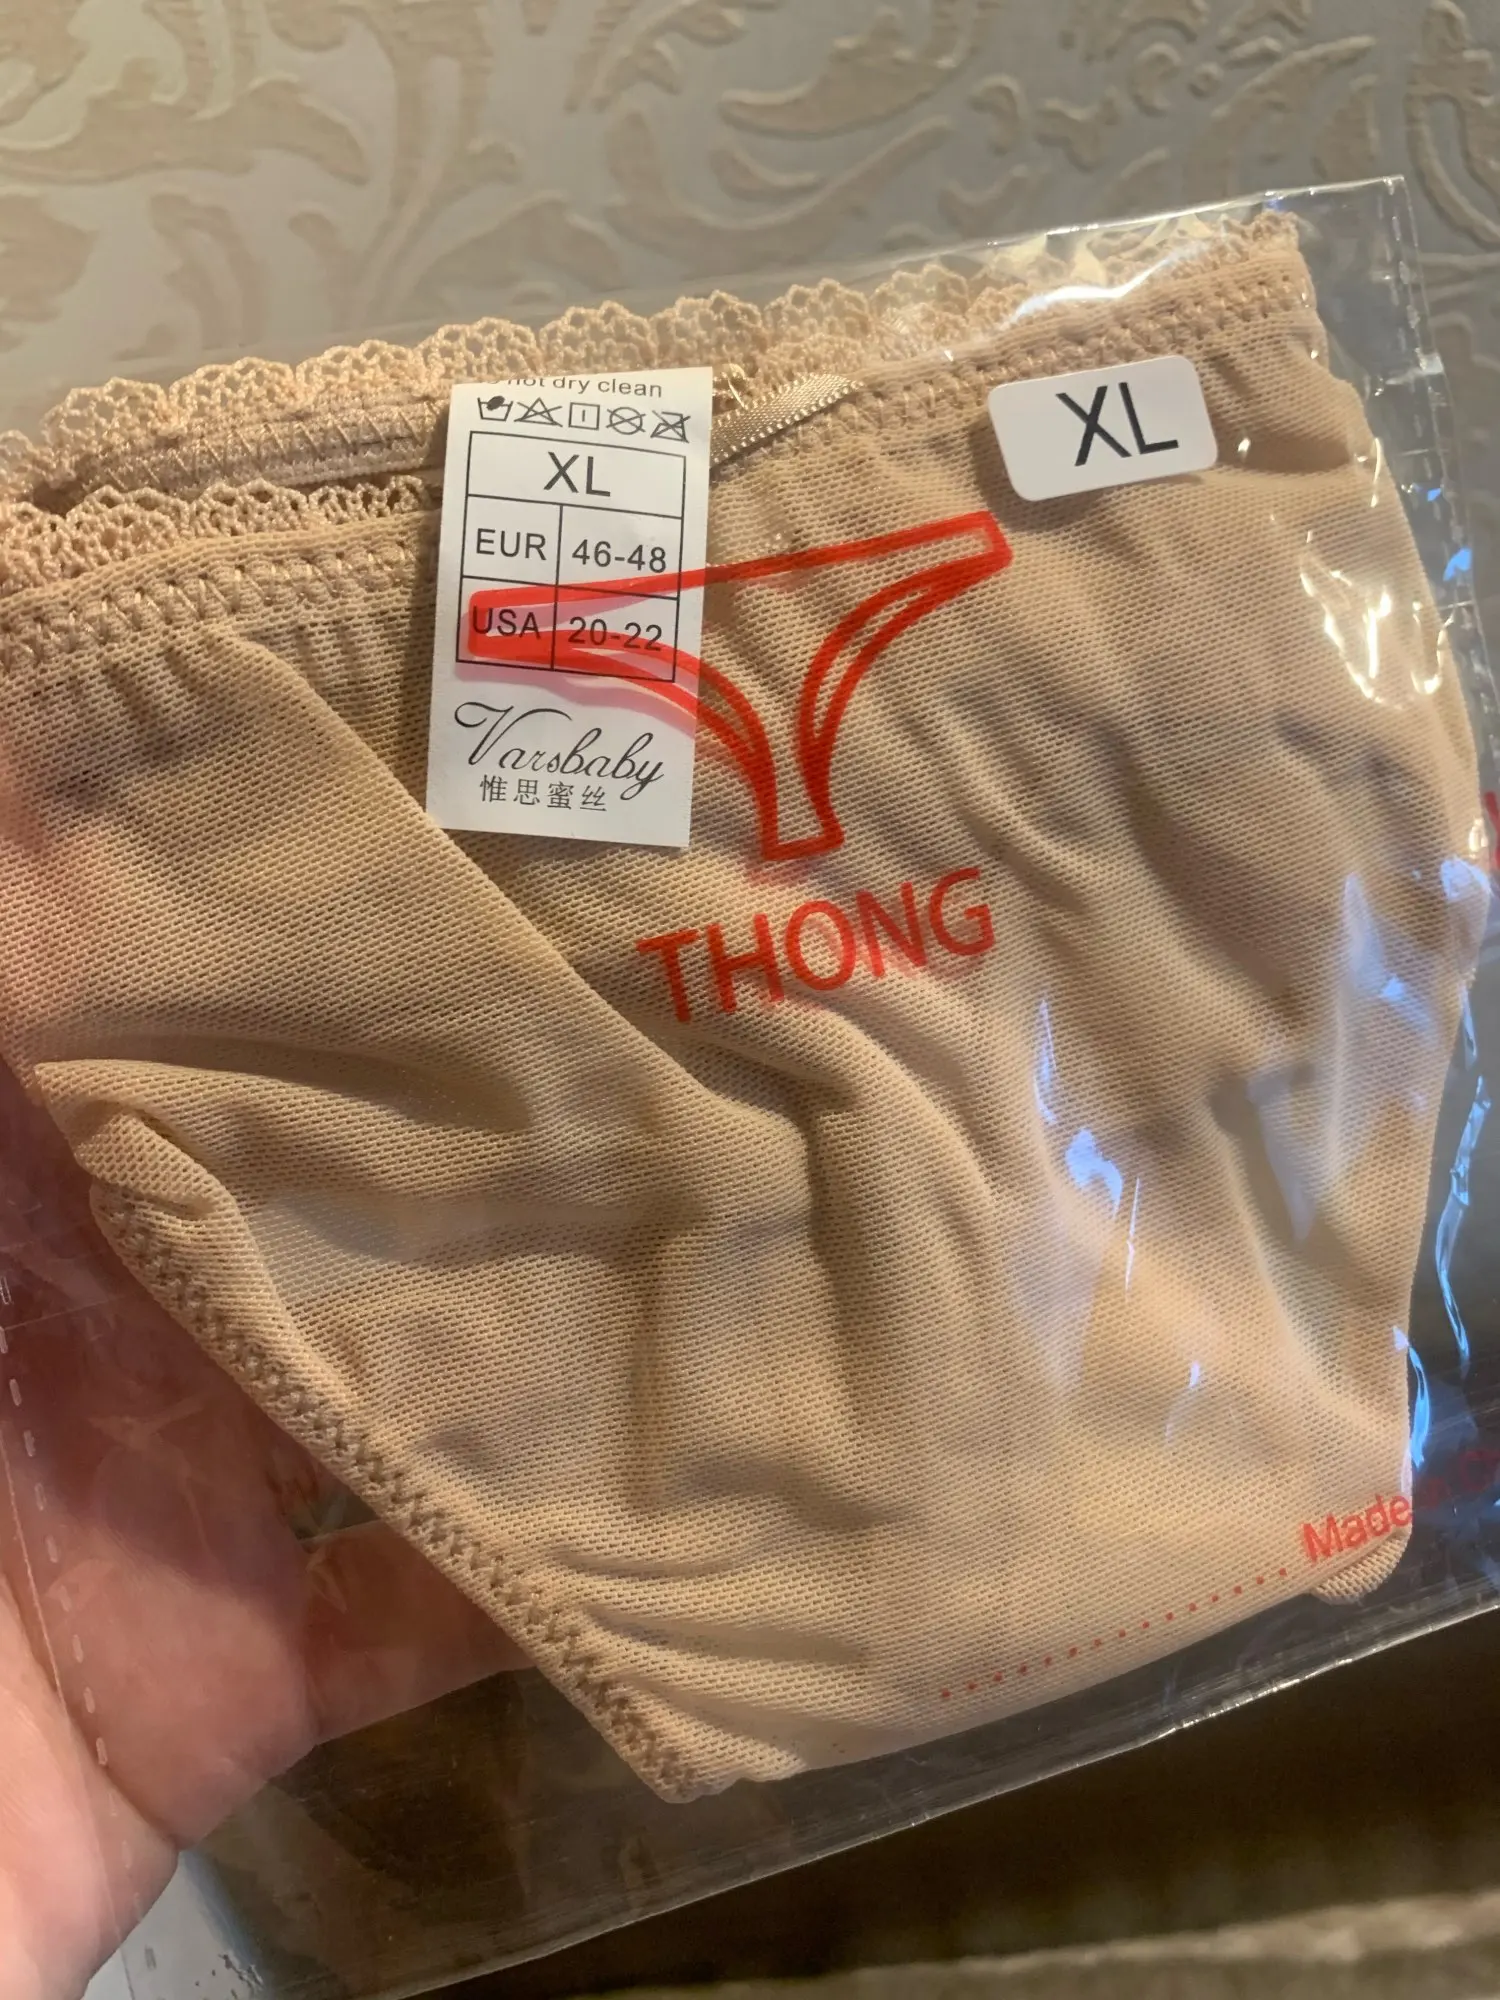 not dry clean
XL
XL
EUR 46-48
USA 20-22
Varsbaby
惟思蜜丝
THONG
Made